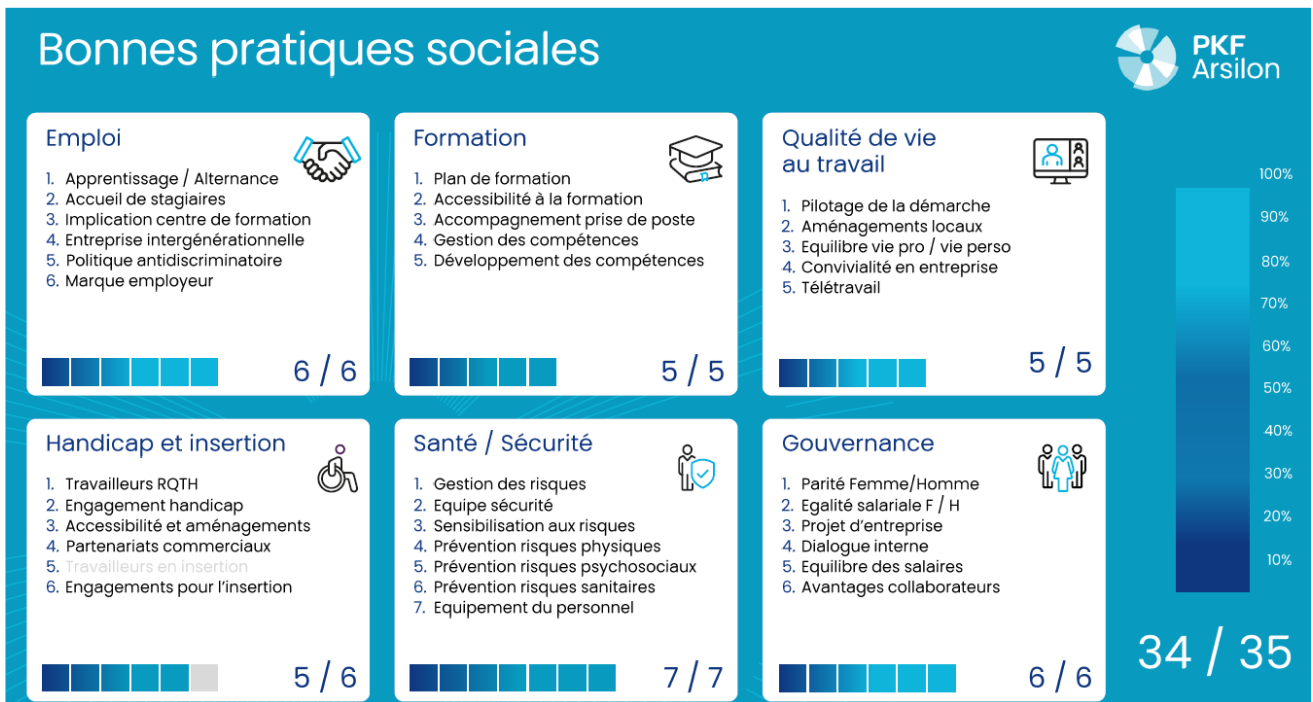 Bonnes pratiques sociales
PKF
Arsilon
Emploi
1. Apprentissage / Alternance
2. Accueil de stagiaires
3. Implication centre de formation
4. Entreprise intergénérationnelle
5. Politique antidiscriminatoire
6. Marque employeur
6 / 6
Formation
1. Plan de formation
2. Accessibilité à la formation
3. Accompagnement prise de poste
4. Gestion des compétences
5. Développement des compétences
5 / 5
Qualité de vie
au travail
1. Pilotage de la démarche
2. Aménagements locaux
3. Equilibre vie pro / vie perso
4. Convivialité en entreprise
5. Télétravail
5 / 5
Handicap et insertion
1. Travailleurs RQTH
2. Engagement handicap
3. Accessibilité et aménagements
4. Partenariats commerciaux
5. Travailleurs en insertion
6. Engagements pour l'insertion
5 / 6
Santé / Sécurité
1. Gestion des risques
2. Equipe sécurité
3. Sensibilisation aux risques
4. Prévention risques physiques
5. Prévention risques psychosociaux
6. Prévention risques sanitaires
7. Equipement du personnel
7 / 7
Gouvernance
1. Parité Femme/Homme
2. Egalité salariale F / H
3. Projet d'entreprise
4. Dialogue interne
5. Equilibre des salaires
6. Avantages collaborateurs
6 / 6
100%
90%
80%
70%
60%
50%
40%
30%
20%
10%
34 / 35